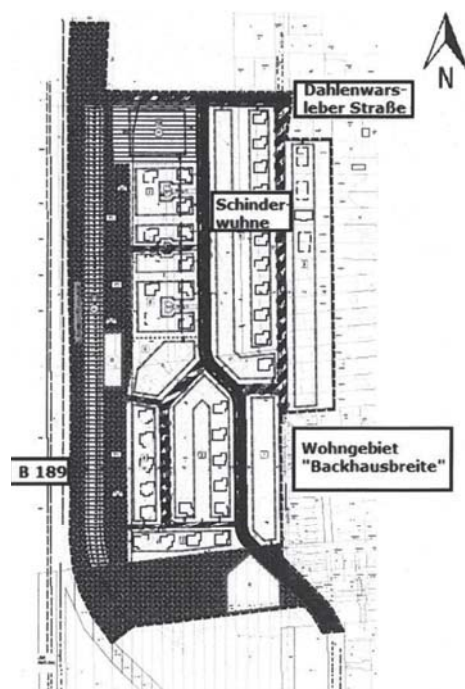 N
Dahlenwars-
leber Straße
Schinder-
wuhne
Wohngebiet
"Backhausbreite"
B 189